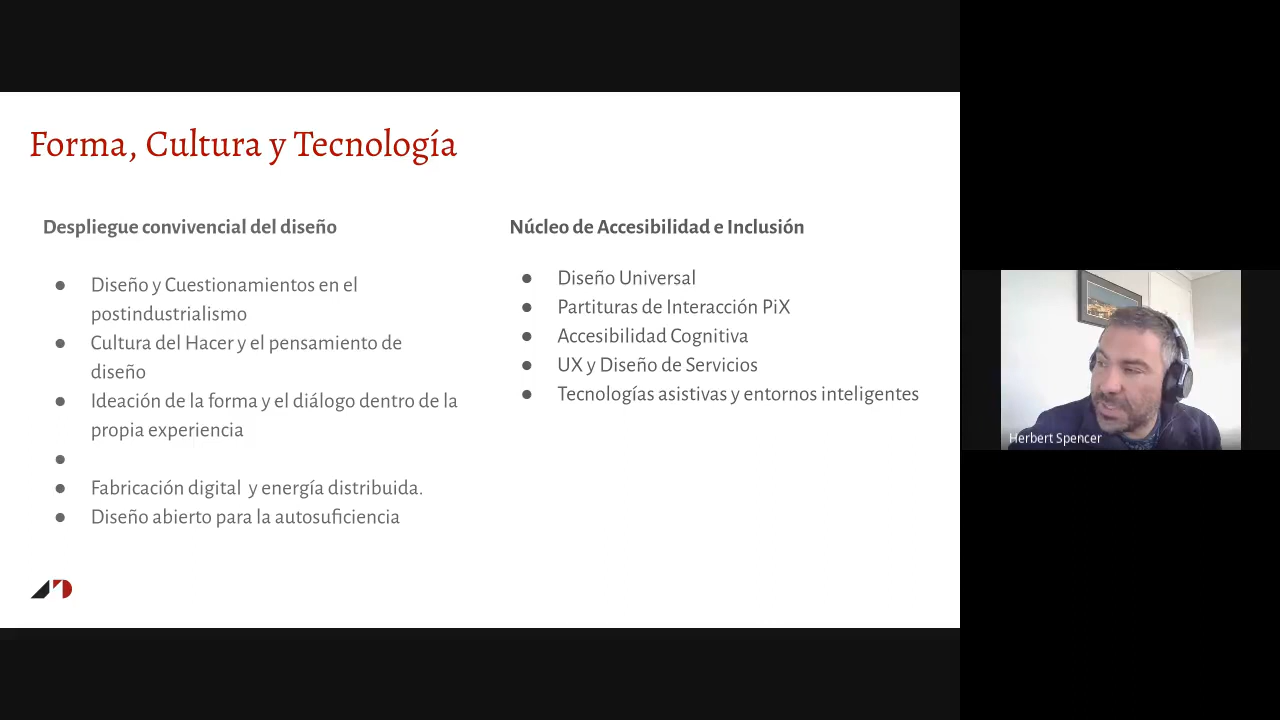 Forma, Cultura y Tecnología
Despliegue convivencial del diseño
● Diseño y Cuestionamientos en el
postindustrialismo
● Cultura del Hacer y el pensamiento de
diseño
● Ideación de la forma y el diálogo dentro de la
propia experiencia
●
● Fabricación digital y energía distribuida.
● Diseño abierto para la autosuficiencia
Núcleo de Accesibilidad e Inclusión
● Diseño Universal
● Partituras de Interacción PiX
● Accesibilidad Cognitiva
● UX y Diseño de Servicios
● Tecnologías asistivas y entornos inteligentes
Herbert Spencer